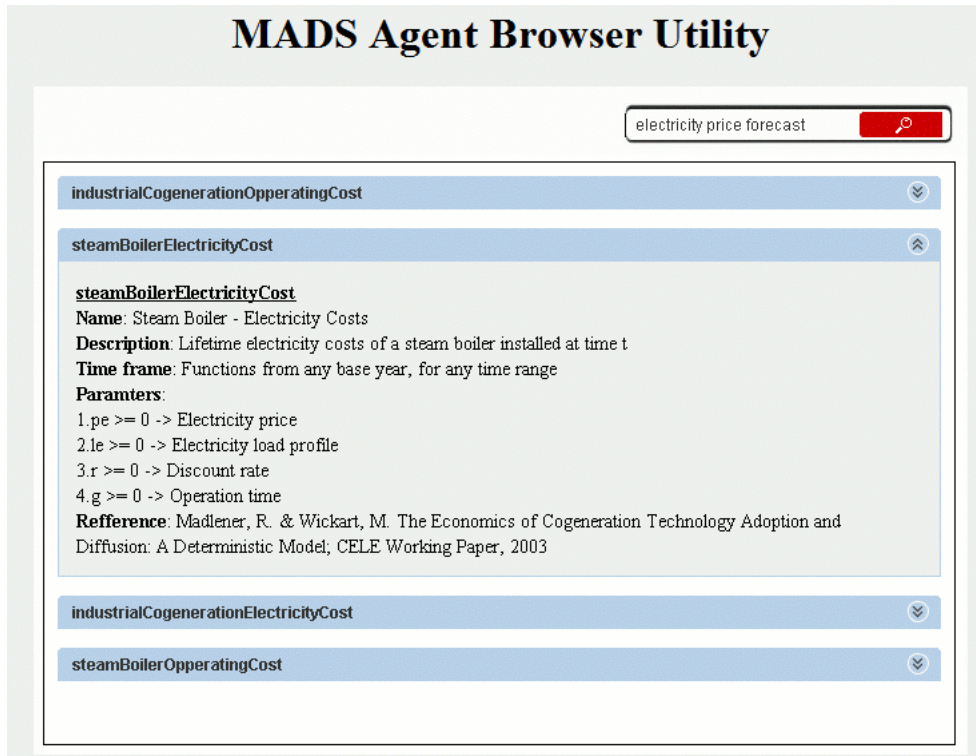 MADS Agent Browser Utility
electricity price forecast
industrialCogenerationOpperatingCost
steamBoilerElectricityCost
steamBoilerElectricityCost
Name: Steam Boiler - Electricity Costs
Description: Lifetime electricity costs of a steam boiler installed at time t
Time frame: Functions from any base year, for any time range
Paramters:
1.pe >= 0 -> Electricity price
2.le >= 0 -> Electricity load profile
3.r >= 0 -> Discount rate
4.g >= 0 -> Operation time
Refference: Madlener, R. & Wickart, M. The Economics of Cogeneration Technology Adoption and
Diffusion: A Deterministic Model; CELE Working Paper, 2003
industrialCogenerationElectricityCost
steamBoilerOpperatingCost